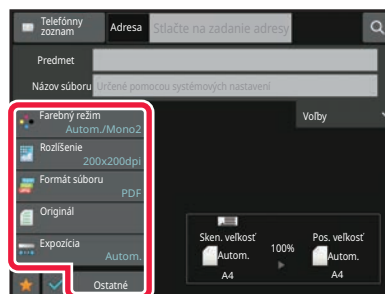 Telefónny zoznam
Adresa
Stlačte na zadanie adresy
Predmet
Názov súboru
Určené pomocou systémových nastavení
Farebný režim
Autom./Mono2
Rozlíšenie
200x200dpi
Formát súboru
PDF
Originál
Expozícia
Autom.
Ostatné
Voľby
Sken. veľkosť
Autom.
A4
100%
Pos. veľkosť
Autom.
A4